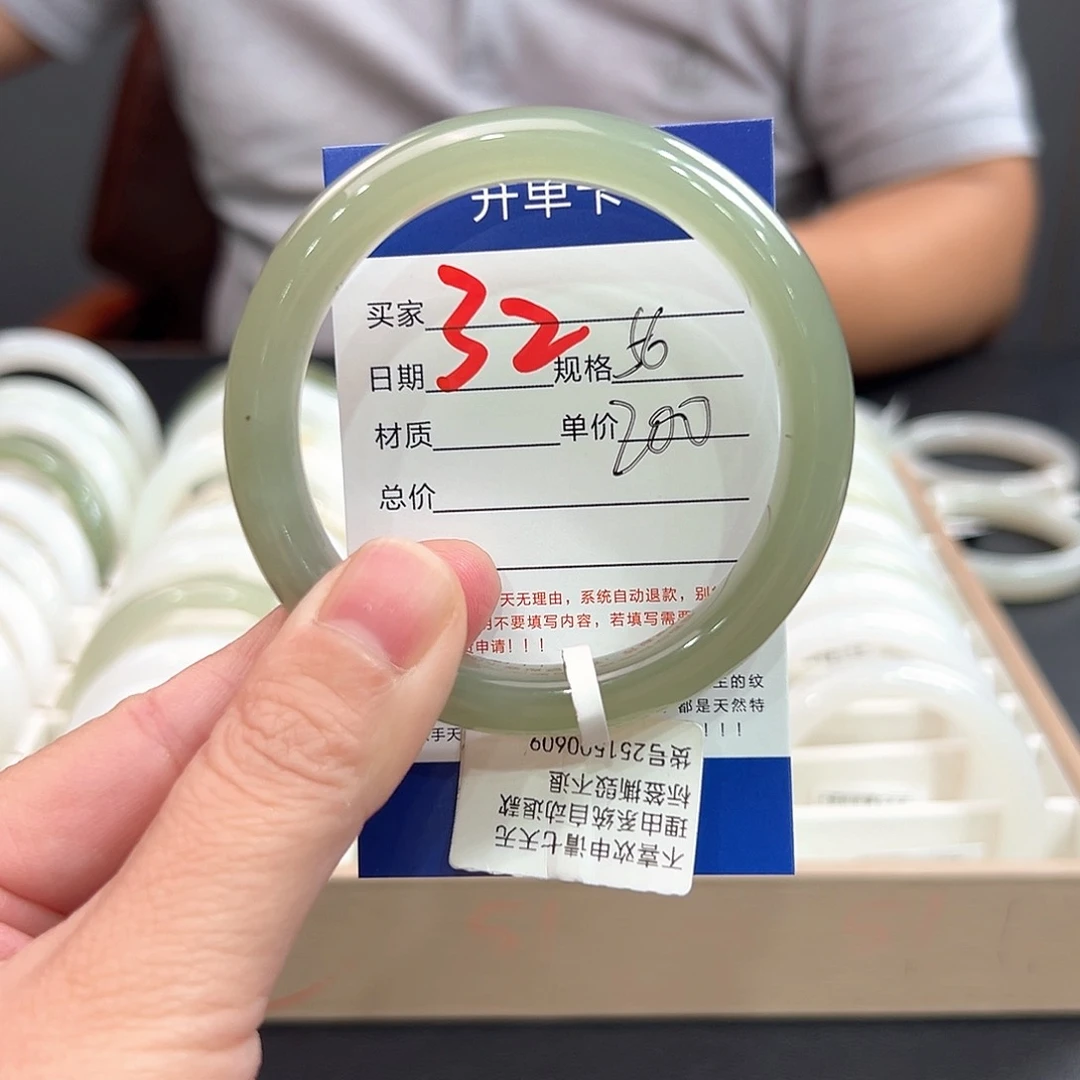 开单卡
买家 32
日期 规格 56
材质 单价 200
总价
天无理由，系统自动退款，别
不要填写内容，若填写需要
申请！！！
的纹
都是天然特
手天 ！！！
不喜欢申请七天无
理由系统自动退款
标签撕毁不退
货号251500609